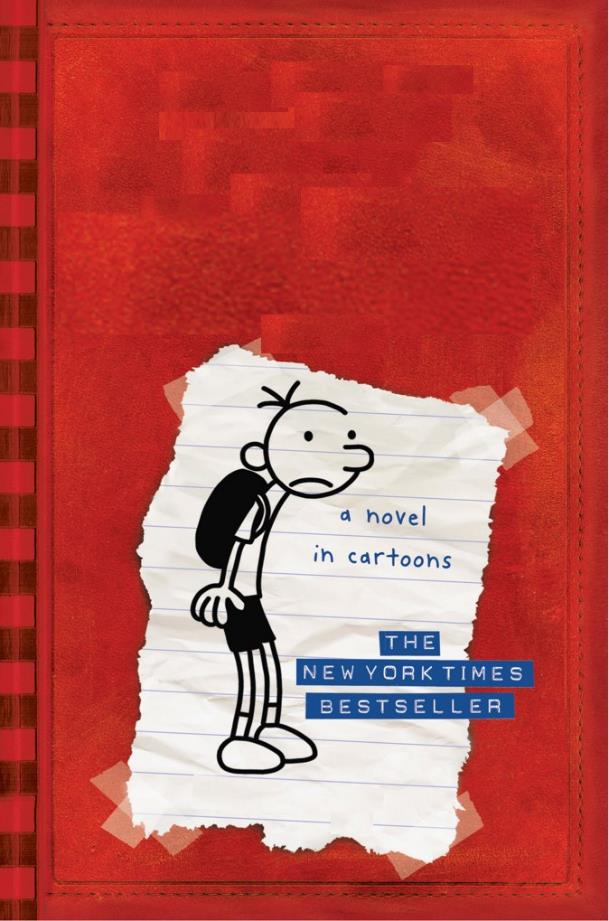 a novel
in cartoons
THE
NEW YORK TIMES
BESTSELLER